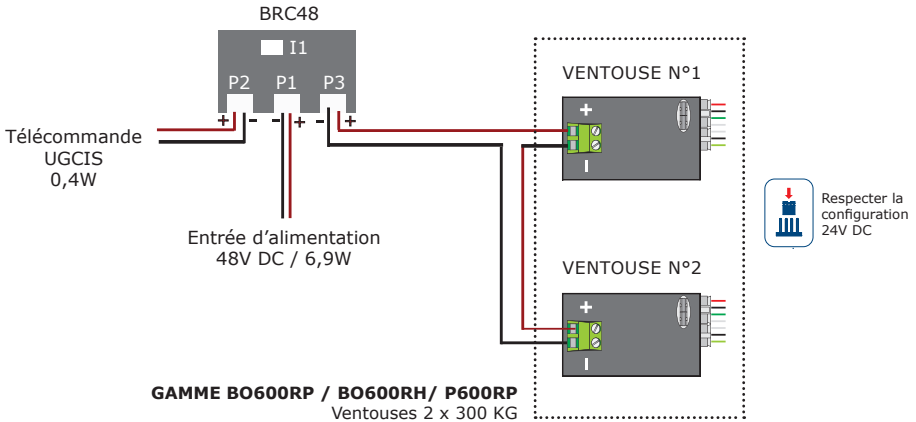 BRC48
I1
P2 P1 P3
+ - - + - +
Télécommande
UGCIS
0,4W
Entrée d’alimentation
48V DC / 6,9W
VENTOUSE N°1
+
-
VENTOUSE N°2
+
-
Respecter la
configuration
24V DC
GAMME BO600RP / BO600RH/ P600RP
Ventouses 2 x 300 KG